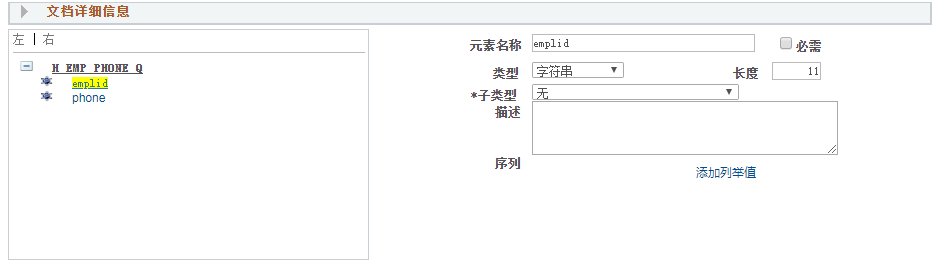 文档详细信息
左 | 右
H_EMP_PHONE_Q
emplid
phone
元素名称 emplid 必需
类型 字符串 长度 11
*子类型 无
描述
序列
添加列举值